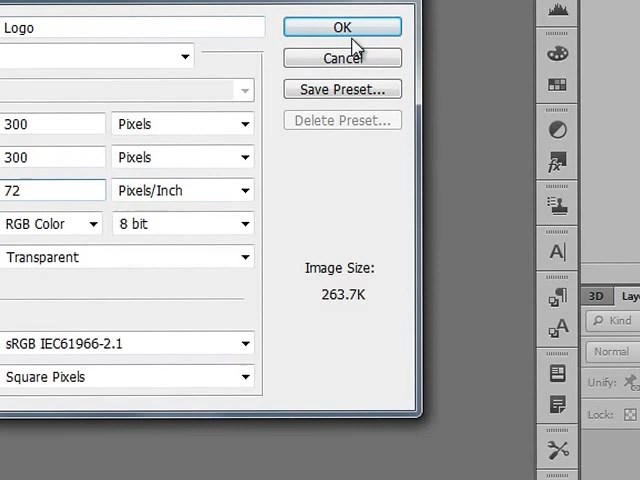 Logo
OK
Cancel
Save Preset...
Delete Preset...
300 Pixels
300 Pixels
72 Pixels/Inch
RGB Color 8 bit
Transparent
Image Size:
263.7K
sRGB IEC61966-2.1
Square Pixels
3D Lay
Kind
Normal
Unify:
Lock: